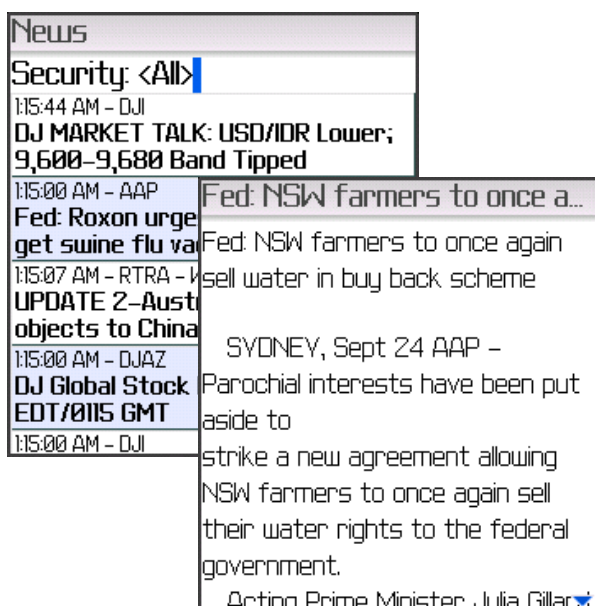 News
Security: <All>
1:15:44 AM – DJI
DJ MARKET TALK: USD/IDR Lower;
9,600–9,680 Band Tipped
1:15:00 AM – AAP
Fed: Roxon urge
get swine flu va
1:15:07 AM – RTRA –
UPDATE 2–Aust
objects to China
1:15:00 AM – DJAZ
DJ Global Stock
EDT/0115 GMT
1:15:00 AM – DJI
Fed: NSW farmers to once a...
Fed: NSW farmers to once again
sell water in buy back scheme
SYDNEY, Sept 24 AAP –
Parochial interests have been put
aside to
strike a new agreement allowing
NSW farmers to once again sell
their water rights to the federal
government.
Acting Prime Minister Julia Gillard